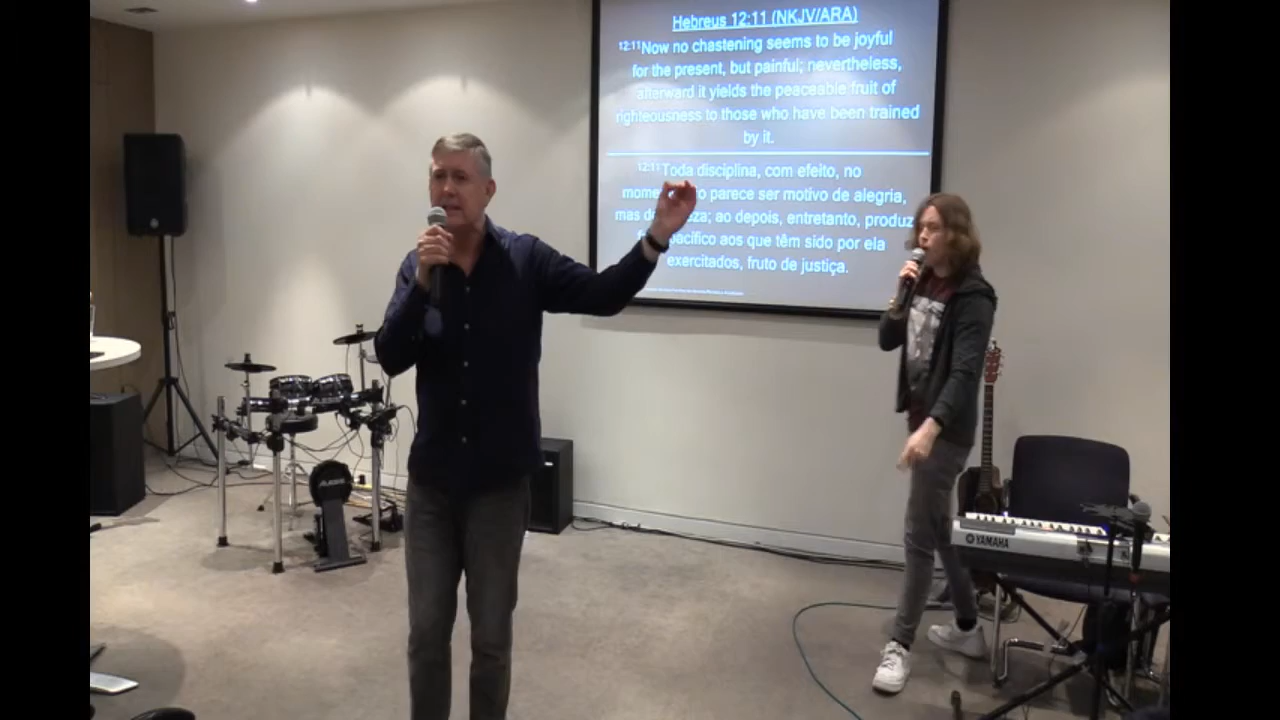 Hebreus 12:11 (NKJV/ARA)
12:11Now no chastening seems to be joyful
for the present, but painful; nevertheless,
afterward it yields the peaceable fruit of
righteousness to those who have been trained
by it.
12:11Toda disciplina, com efeito, no
parece ser motivo de alegria,
mas ao depois, entretanto, produz
pacífico aos que têm sido por ela
exercitados, fruto de justiça.
ALESIS
YAMAHA